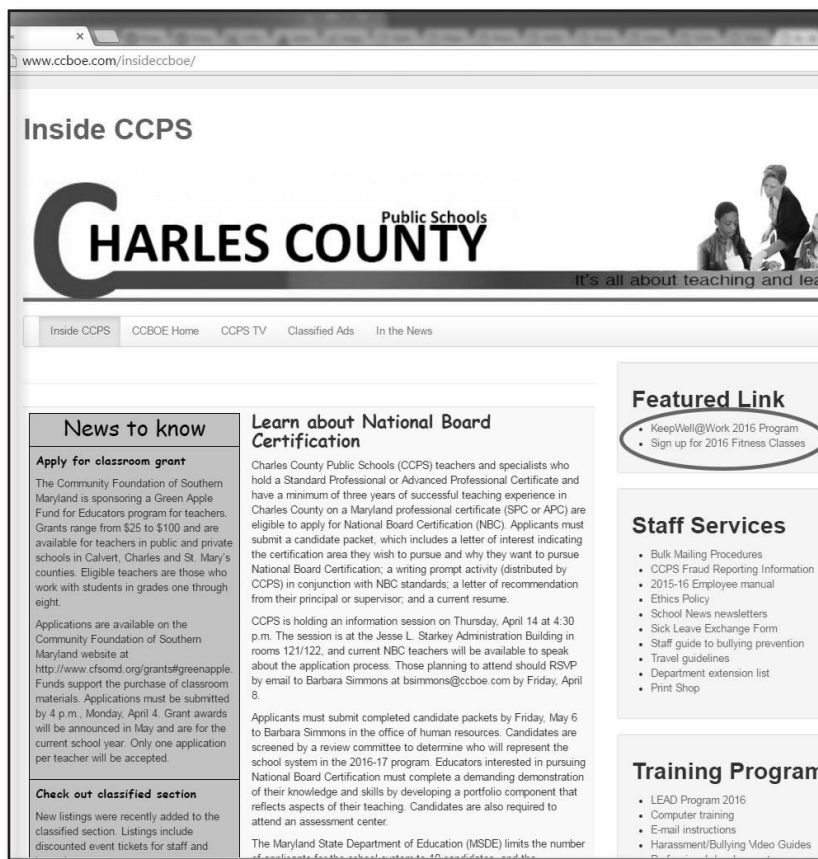 www.ccboe.com/insideccboe/
Inside CCPS
CHARLES COUNTY
Public Schools
It's all about teaching and lea
Inside CCPS CCBOE Home CCPS TV Classified Ads In the News
News to know
Apply for classroom grant
The Community Foundation of Southern
Maryland is sponsoring a Green Apple
Fund for Educators program for teachers.
Grants range from $25 to $100 and are
available for teachers in public and private
schools in Calvert, Charles and St. Mary's
counties. Eligible teachers are those who
work with students in grades one through
eight.
Applications are available on the
Community Foundation of Southern
Maryland website at
http://www.cfsomd.org/grants#greenapple.
Funds support the purchase of classroom
materials. Applications must be submitted
by 4 p.m., Monday, April 4. Grant awards
will be announced in May and are for the
current school year. Only one application
per teacher will be accepted.
Check out classified section
New listings were recently added to the
classified section. Listings include
discounted event tickets for staff and
Learn about National Board
Certification
Charles County Public Schools (CCPS) teachers and specialists who
hold a Standard Professional or Advanced Professional Certificate and
have a minimum of three years of successful teaching experience in
Charles County on a Maryland professional certificate (SPC or APC) are
eligible to apply for National Board Certification (NBC). Applicants must
submit a candidate packet, which includes a letter of interest indicating
the certification area they wish to pursue and why they want to pursue
National Board Certification; a writing prompt activity (distributed by
CCPS) in conjunction with NBC standards; a letter of recommendation
from their principal or supervisor; and a current resume.
CCPS is holding an information session on Thursday, April 14 at 4:30
p.m. The session is at the Jesse L. Starkey Administration Building in
rooms 121/122, and current NBC teachers will be available to speak
about the application process. Those planning to attend should RSVP
by email to Barbara Simmons at bsimmons@ccboe.com by Friday, April
8.
Applicants must submit completed candidate packets by Friday, May 6
to Barbara Simmons in the office of human resources. Candidates are
screened by a review committee to determine who will represent the
school system in the 2016-17 program. Educators interested in pursuing
National Board Certification must complete a demanding demonstration
of their knowledge and skills by developing a portfolio component that
reflects aspects of their teaching. Candidates are also required to
attend an assessment center.
The Maryland State Department of Education (MSDE) limits the number
of applicants for the school system to 10 candidates, and the
Featured Link
• KeepWell@Work 2016 Program
• Sign up for 2016 Fitness Classes
Staff Services
• Bulk Mailing Procedures
• CCPS Fraud Reporting Information
• 2015-16 Employee manual
• Ethics Policy
• School News newsletters
• Sick Leave Exchange Form
• Staff guide to bullying prevention
• Travel guidelines
• Department extension list
• Print Shop
Training Program
• LEAD Program 2016
• Computer training
• E-mail instructions
• Harassment/Bullying Video Guides